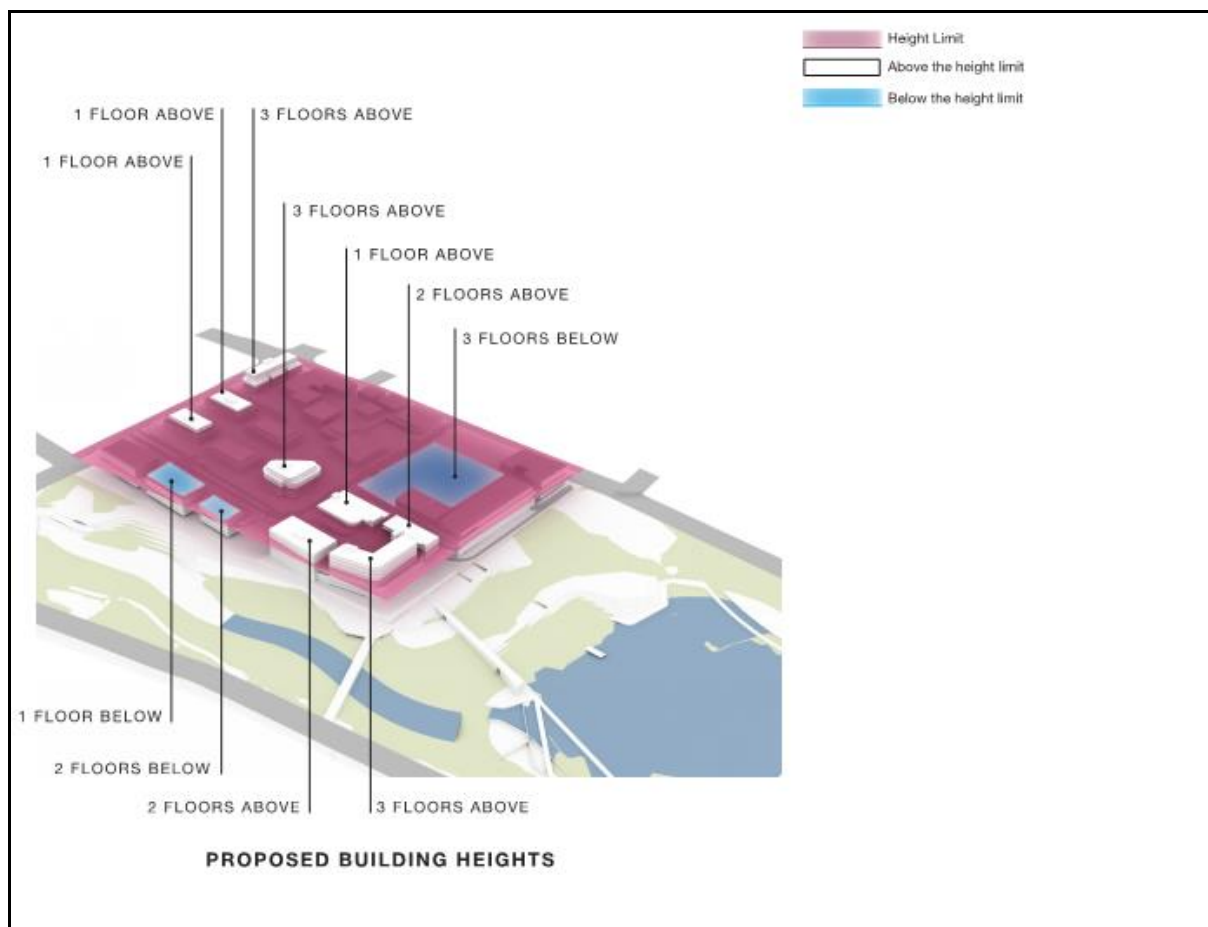 Height Limit
Above the height limit
Below the height limit
1 FLOOR ABOVE
3 FLOORS ABOVE
1 FLOOR ABOVE
3 FLOORS ABOVE
1 FLOOR ABOVE
2 FLOORS ABOVE
3 FLOORS BELOW
1 FLOOR BELOW
2 FLOORS BELOW
2 FLOORS ABOVE
3 FLOORS ABOVE
PROPOSED BUILDING HEIGHTS